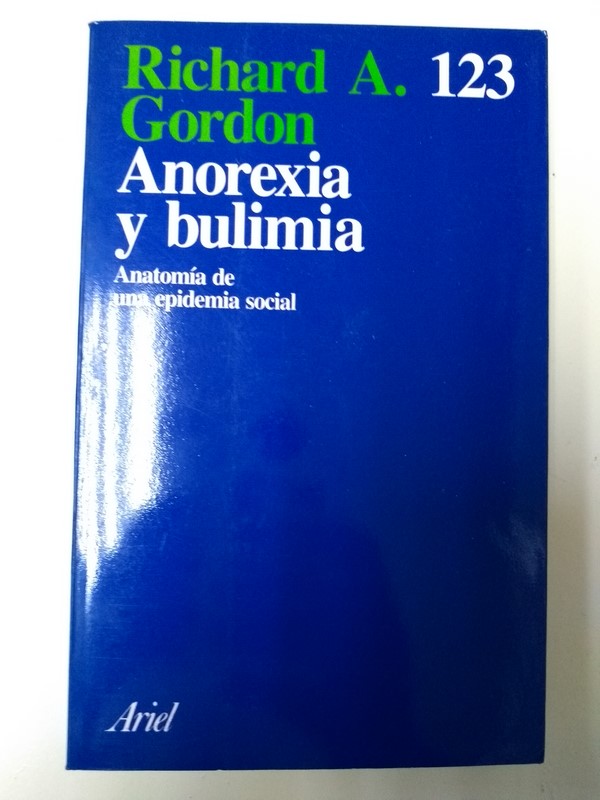 Richard A. 123
Gordon
Anorexia
y bulimia
Anatomía de
una epidemia social
Ariel